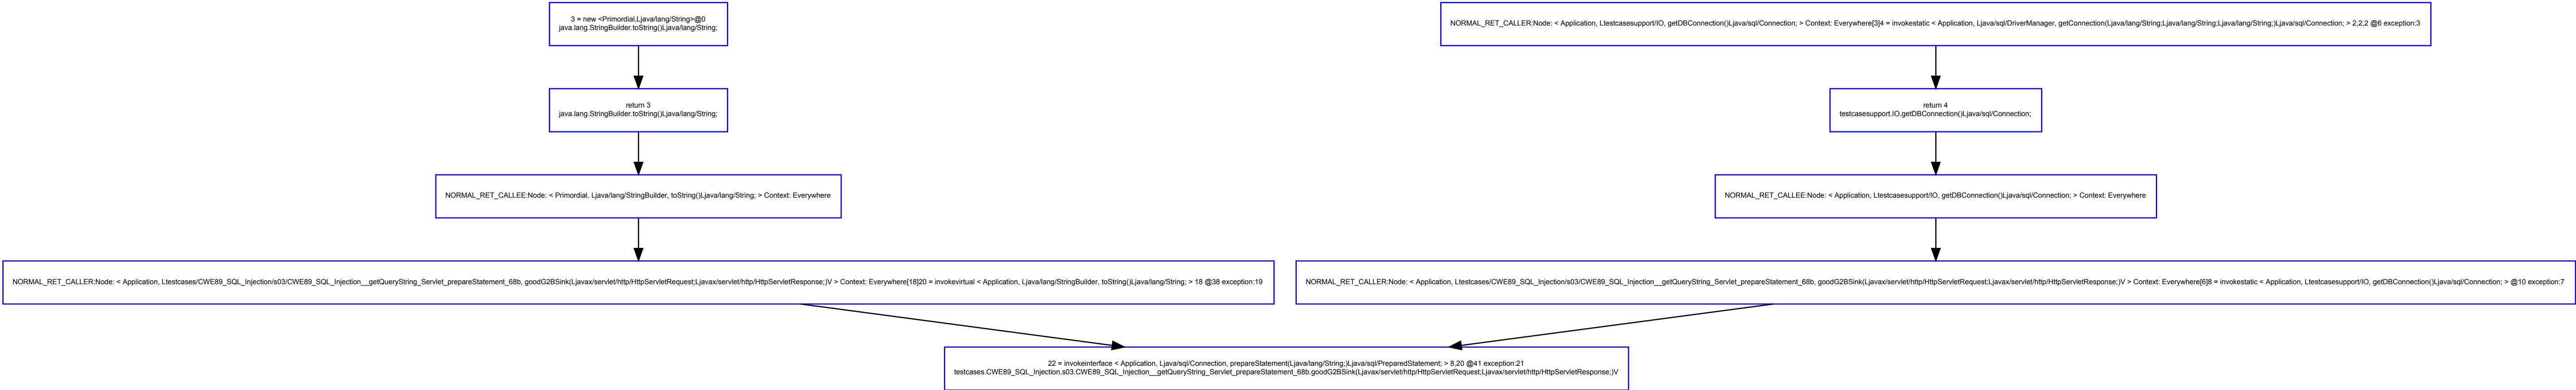 3 = new <Primordial,Ljava/lang/String>@0
java.lang.StringBuilder.toString()Ljava/lang/String;
NORMAL_RET_CALLER:Node: < Application, Ltestcasesupport/IO, getDBConnection()Ljava/sql/Connection; > Context: Everywhere[3]4 = invokestatic < Application, Ljava/sql/DriverManager, getConnection(Ljava/lang/String;Ljava/lang/String;Ljava/lang/String;)Ljava/sql/Connection; > 2,2,2 @6 exception:3
return 3
java.lang.StringBuilder.toString()Ljava/lang/String;
return 4
testcasesupport.IO.getDBConnection()Ljava/sql/Connection;
NORMAL_RET_CALLEE:Node: < Primordial, Ljava/lang/StringBuilder, toString()Ljava/lang/String; > Context: Everywhere
NORMAL_RET_CALLEE:Node: < Application, Ltestcasesupport/IO, getDBConnection()Ljava/sql/Connection; > Context: Everywhere
NORMAL_RET_CALLER:Node: < Application, Ltestcases/CWE89_SQL_Injection/s03/CWE89_SQL_Injection__getQueryString_Servlet_prepareStatement_68b, goodG2BSink(Ljavax/servlet/http/HttpServletRequest;Ljavax/servlet/http/HttpServletResponse;)V > Context: Everywhere[18]20 = invokevirtual < Application, Ljava/lang/StringBuilder, toString()Ljava/lang/String; > 18 @38 exception:19
NORMAL_RET_CALLER:Node: < Application, Ltestcases/CWE89_SQL_Injection/s03/CWE89_SQL_Injection__getQueryString_Servlet_prepareStatement_68b, goodG2BSink(Ljavax/servlet/http/HttpServletRequest;Ljavax/servlet/http/HttpServletResponse;)V > Context: Everywhere[6]8 = invokestatic < Application, Ltestcasesupport/IO, getDBConnection()Ljava/sql/Connection; > @10 exception:7
22 = invokeinterface < Application, Ljava/sql/Connection, prepareStatement(Ljava/lang/String;)Ljava/sql/PreparedStatement; > 8,20 @41 exception:21
testcases.CWE89_SQL_Injection.s03.CWE89_SQL_Injection__getQueryString_Servlet_prepareStatement_68b.goodG2BSink(Ljavax/servlet/http/HttpServletRequest;Ljavax/servlet/http/HttpServletResponse;)V